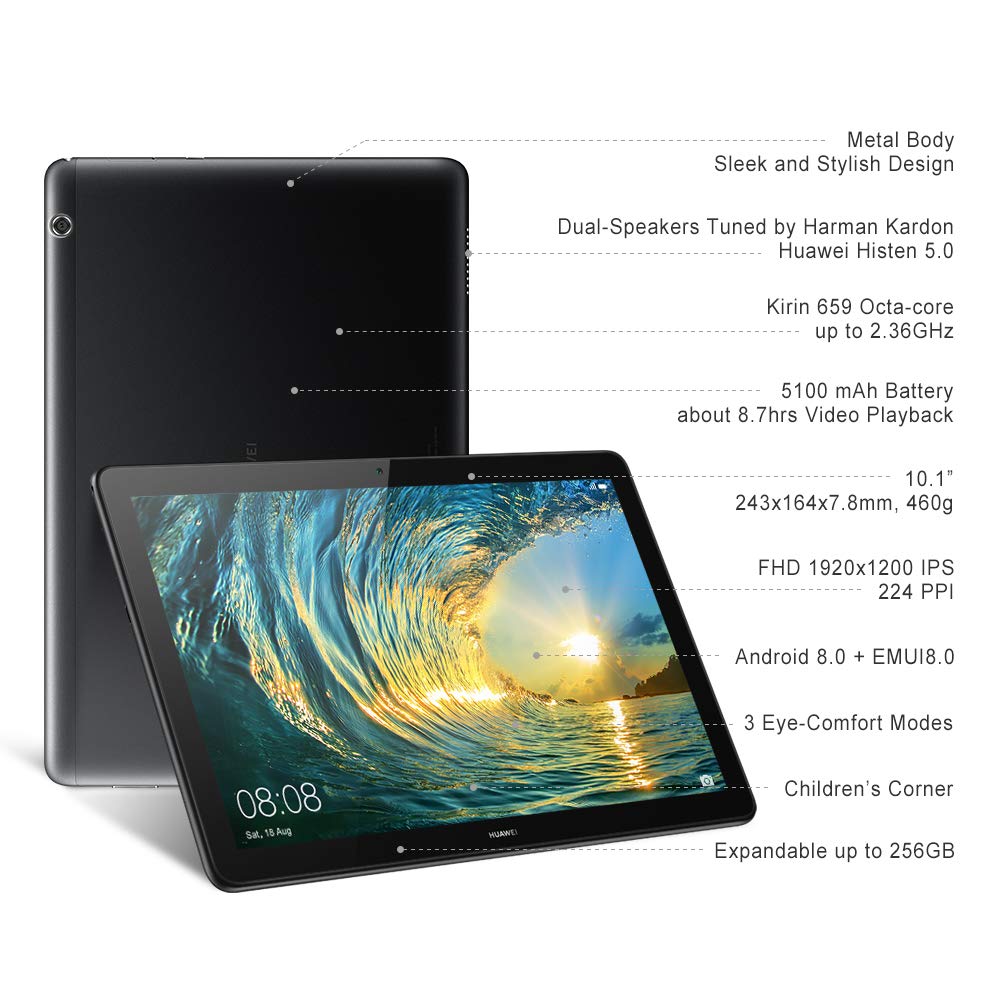 Metal Body
Sleek and Stylish Design
Dual-Speakers Tuned by Harman Kardon
Huawei Histen 5.0
Kirin 659 Octa-core
up to 2.36GHz
5100 mAh Battery
about 8.7hrs Video Playback
10.1”
243x164x7.8mm, 460g
FHD 1920x1200 IPS
224 PPI
Android 8.0 + EMUI8.0
3 Eye-Comfort Modes
Children’s Corner
Expandable up to 256GB
08:08
Sat, 18 Aug
HUAWEI